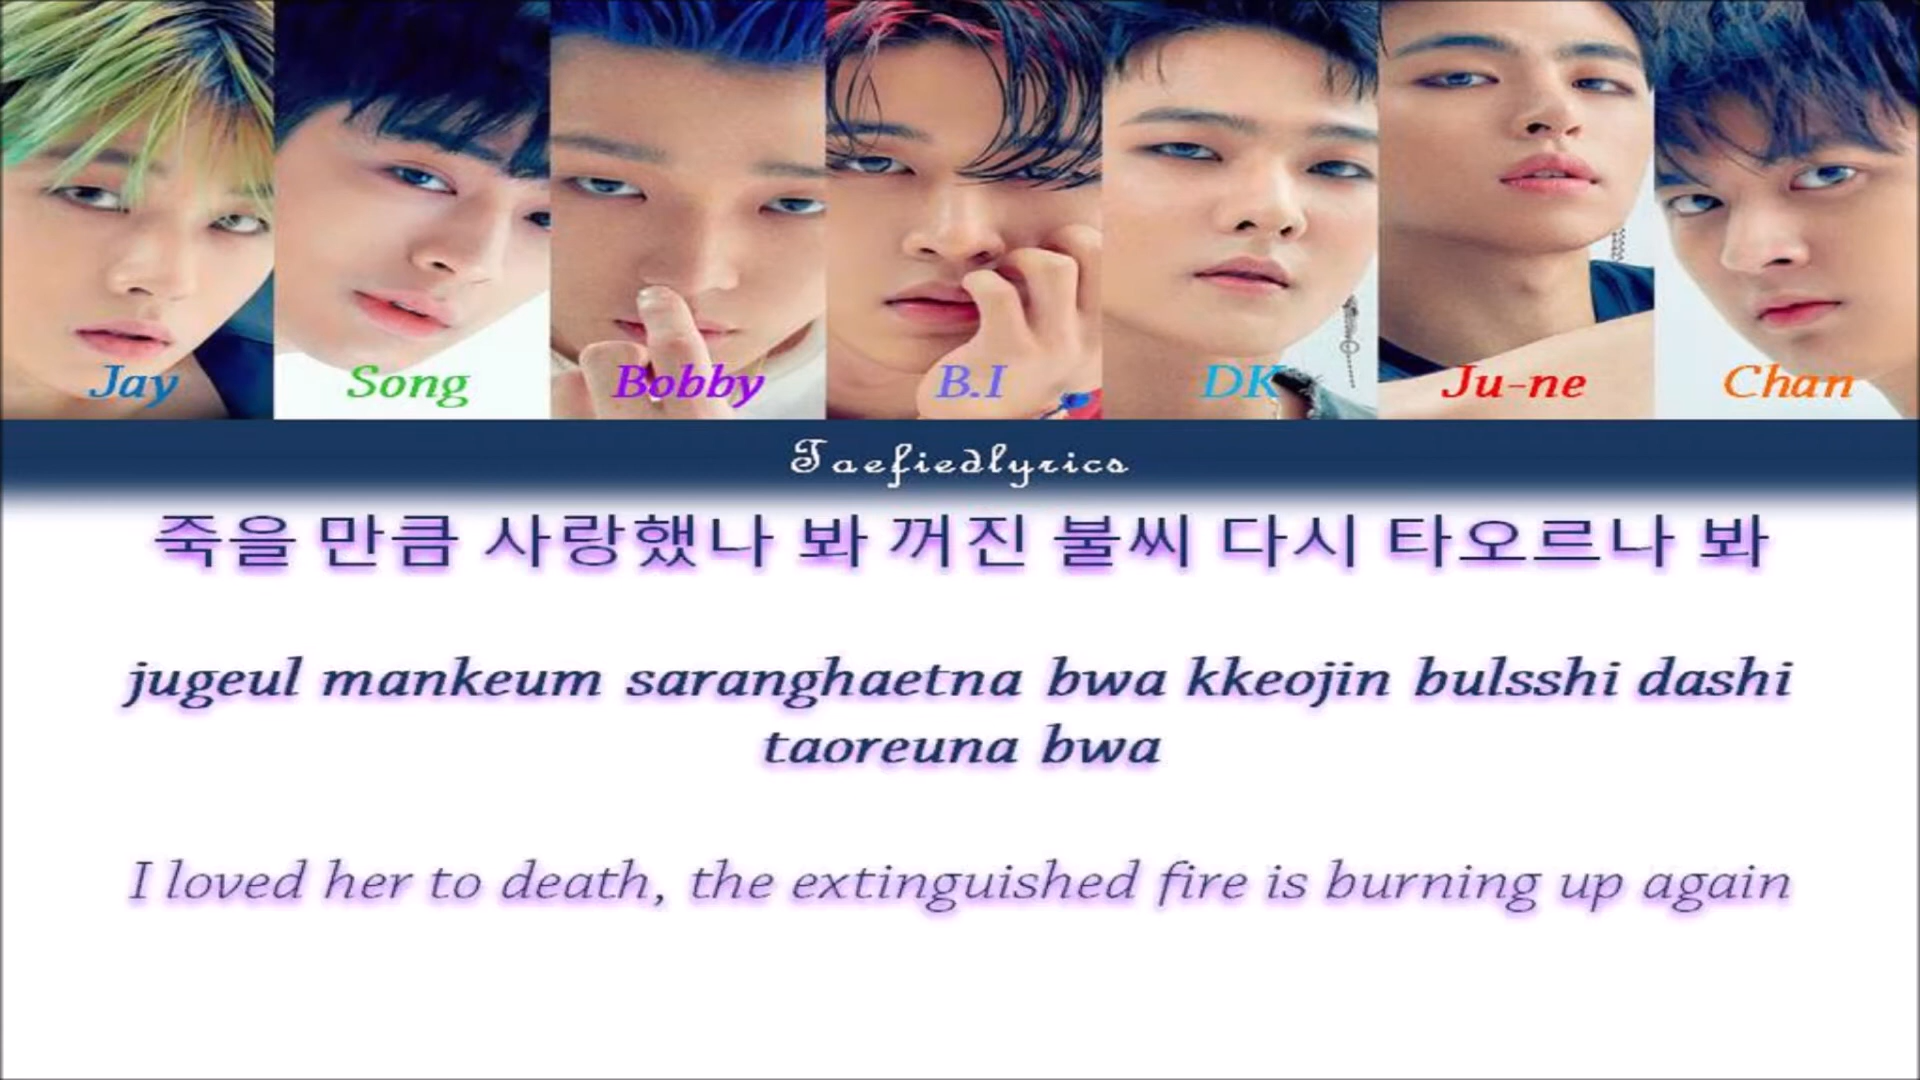 Jay Song Bobby B.I DK Ju-ne Chan
Taefiedlyrics
죽을 만큼 사랑했나 봐 꺼진 불씨 다시 타오르나 봐
jugeul mankeum saranghaetna bwa kkeojin bulsshi dashi
taoreuna bwa
I loved her to death, the extinguished fire is burning up again